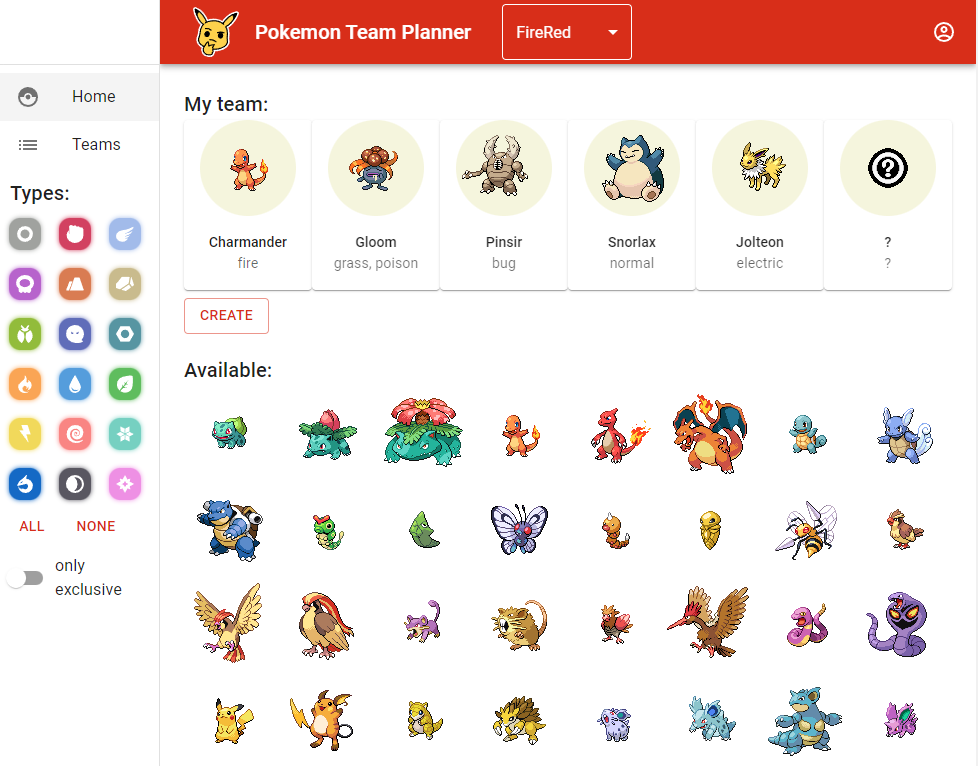 Pokemon Team Planner
FireRed
Home
Teams
Types:
ALL NONE
only
exclusive
My team:
Charmander
fire
Gloom
grass, poison
Pinsir
bug
Snorlax
normal
Jolteon
electric
?
?
?
CREATE
Available: